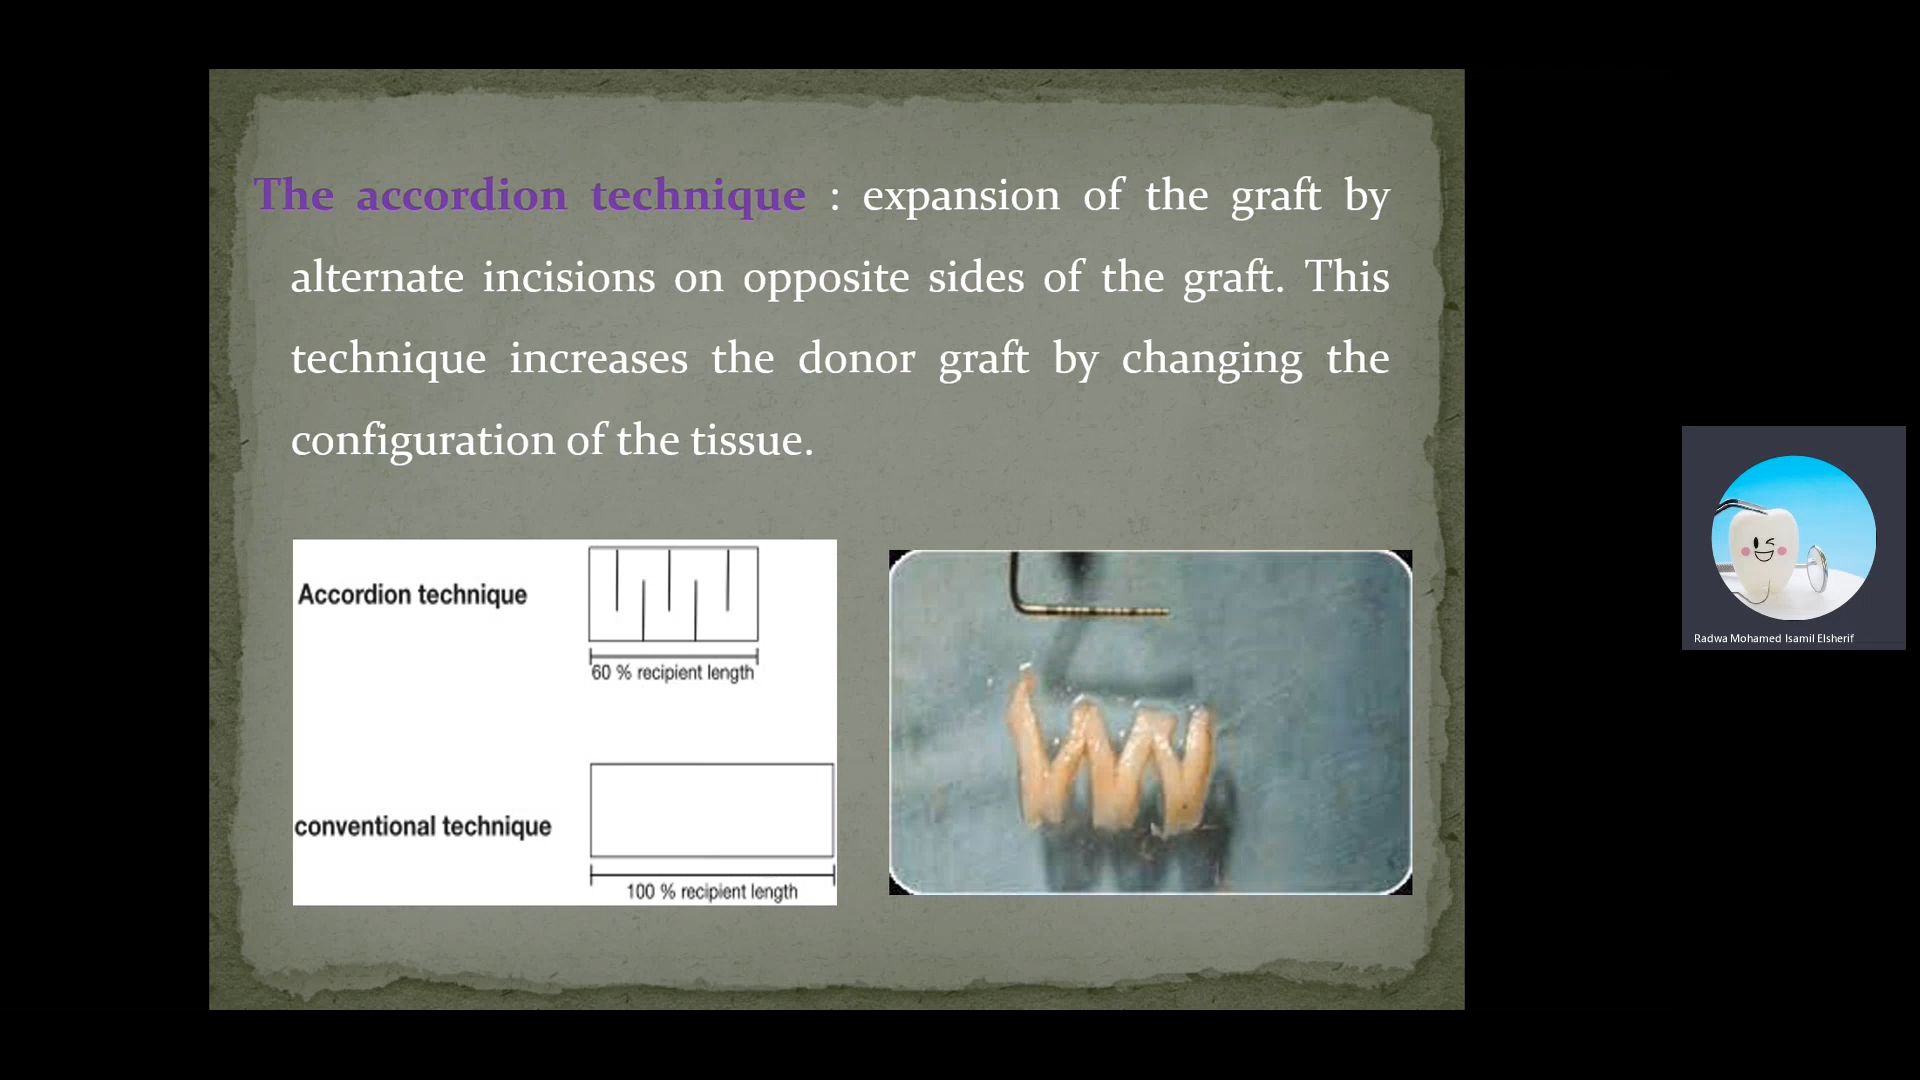 The accordion technique : expansion of the graft by
alternate incisions on opposite sides of the graft. This
technique increases the donor graft by changing the
configuration of the tissue.
Accordion technique
60 % recipient length
conventional technique
100 % recipient length
Radwa Mohamed Isamil Elsherif